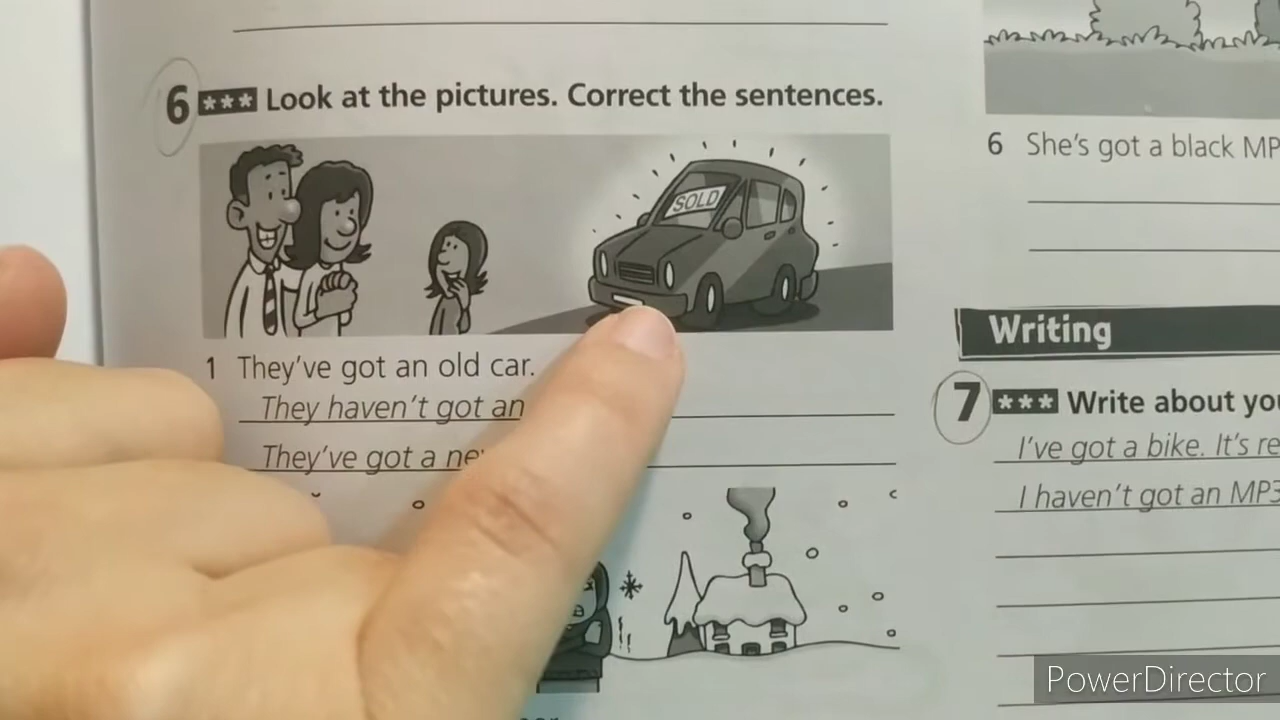 6 *** Look at the pictures. Correct the sentences.
SOLD
1 They've got an old car.
They haven't got an
They've got a
6 She's got a black
Writing
7 *** Write about
I've got a bike. It's
I haven't got an MP3
PowerDirector